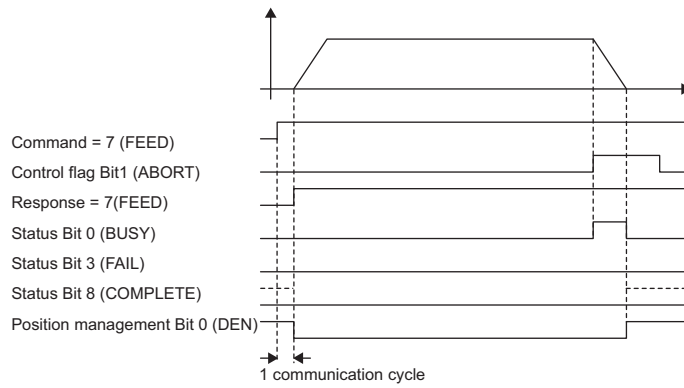 Command = 7 (FEED)
Control flag Bit1 (ABORT)
Response = 7(FEED)
Status Bit 0 (BUSY)
Status Bit 3 (FAIL)
Status Bit 8 (COMPLETE)
Position management Bit 0 (DEN)
1 communication cycle